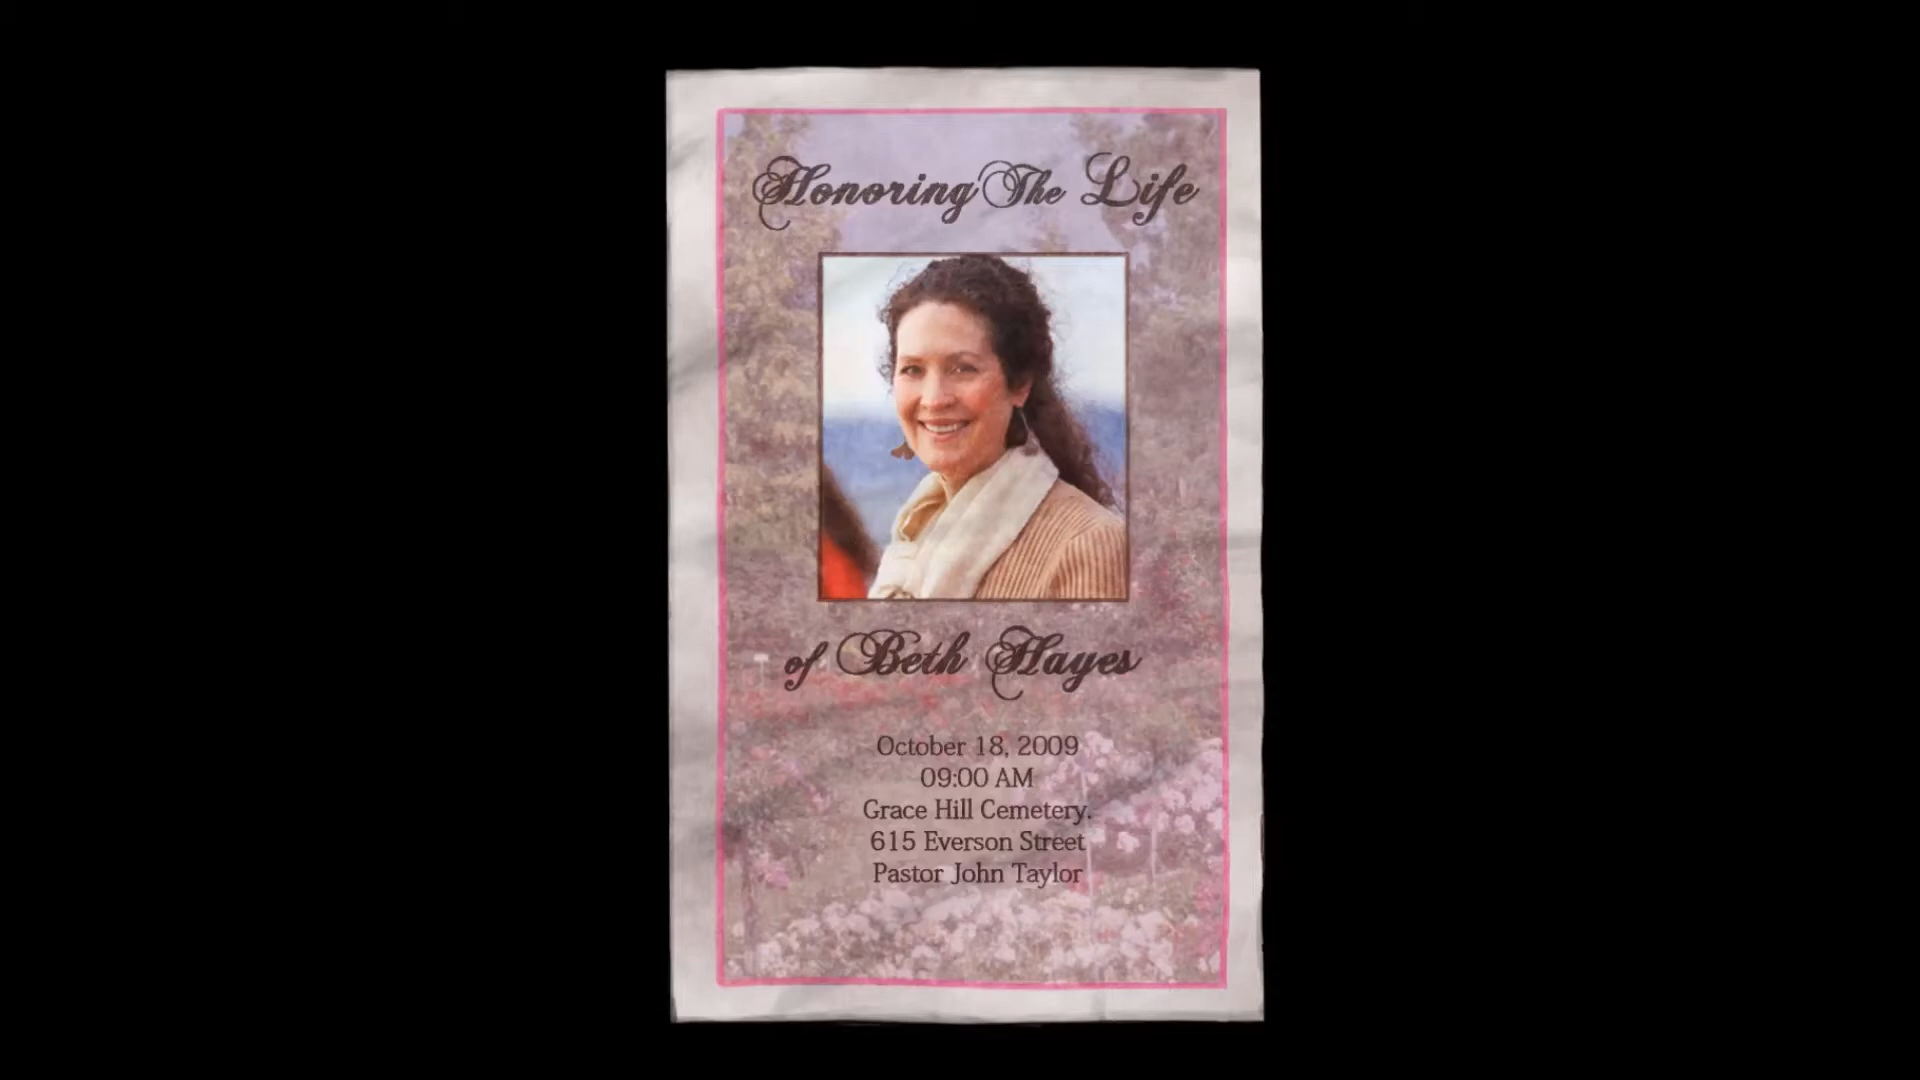 Honoring The Life
of Beth Hayes
October 18, 2009
09:00 AM
Grace Hill Cemetery.
615 Everson Street
Pastor John Taylor